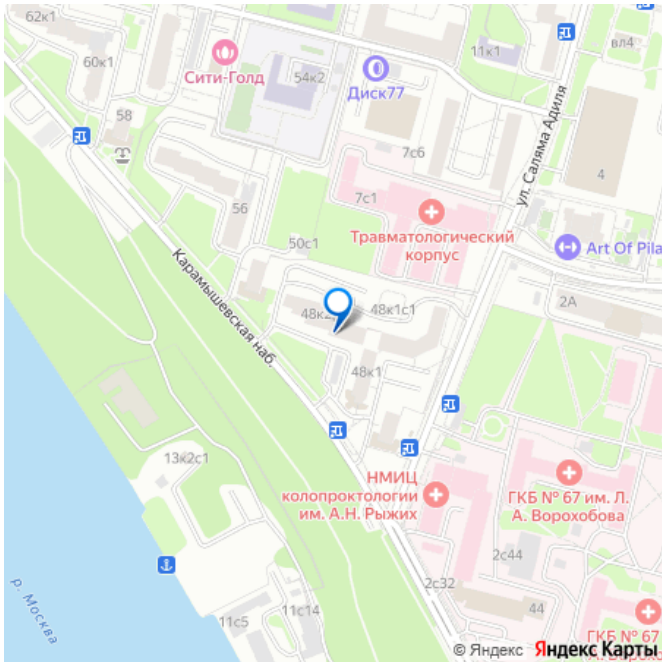 62к1
60к1
Сити-Голд
54к2
Диск77
11к1
вл4
58
7с6
ул. Саляма Адиля
4
56
7с1
Травматологический
корпус
50с1
Art Of Pila
Карамышевская наб.
48к2
48к1с1
2А
48к1
13к2с1
НМИЦ
колопроктологии
им. А.Н. Рыжих
ГКБ № 67 им. Л.
А. Ворохобова
2с44
2с32
р. Москва
11с5
11с14
44
ГКБ № 67
© Яндекс Яндекс Карты